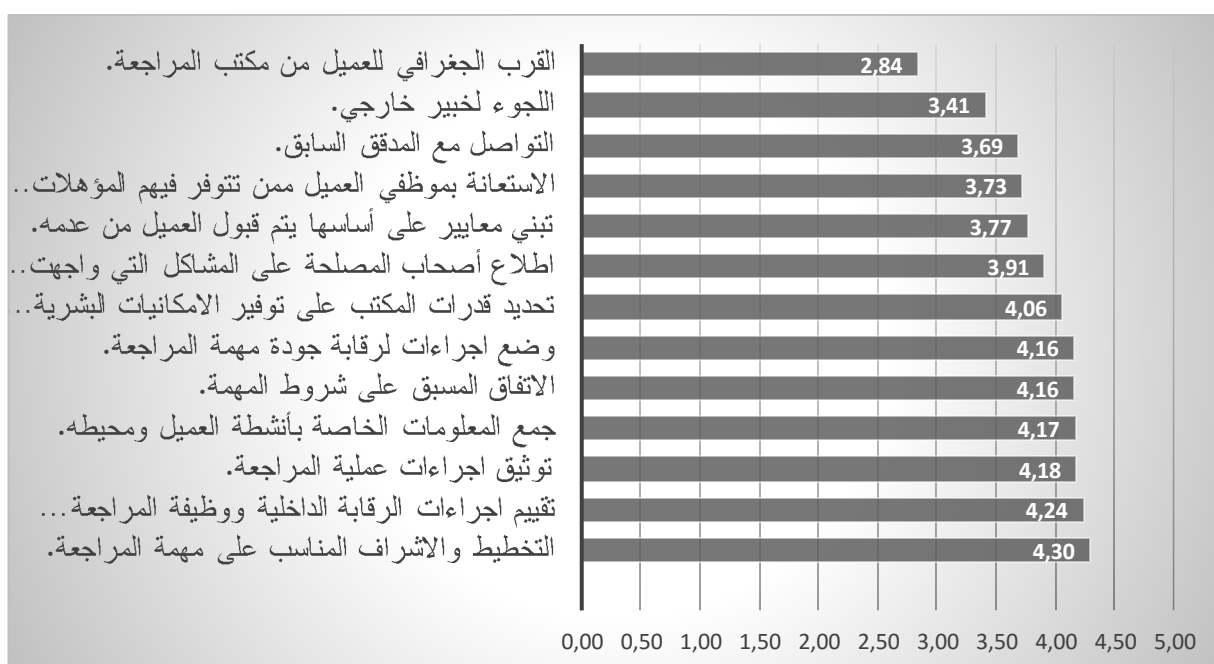 القرب الجغرافي للعميل من مكتب المراجعة. 2,84
اللجوء لخبير خارجي. 3,41
التواصل مع المدقق السابق. 3,69
الاستعانة بموظفي العميل ممن تتوفر فيهم المؤهلات... 3,73
تبني معايير على أساسها يتم قبول العميل من عدمه. 3,77
اطلاع أصحاب المصلحة على المشاكل التي واجهت... 3,91
تحديد قدرات المكتب على توفير الامكانيات البشرية... 4,06
وضع اجراءات لرقابة جودة مهمة المراجعة. 4,16
الاتفاق المسبق على شروط المهمة. 4,16
جمع المعلومات الخاصة بأنشطة العميل ومحيطه. 4,17
توثيق اجراءات عملية المراجعة. 4,18
تقييم اجراءات الرقابة الداخلية ووظيفة المراجعة... 4,24
التخطيط والاشراف المناسب على مهمة المراجعة. 4,30
0,00 0,50 1,00 1,50 2,00 2,50 3,00 3,50 4,00 4,50 5,00